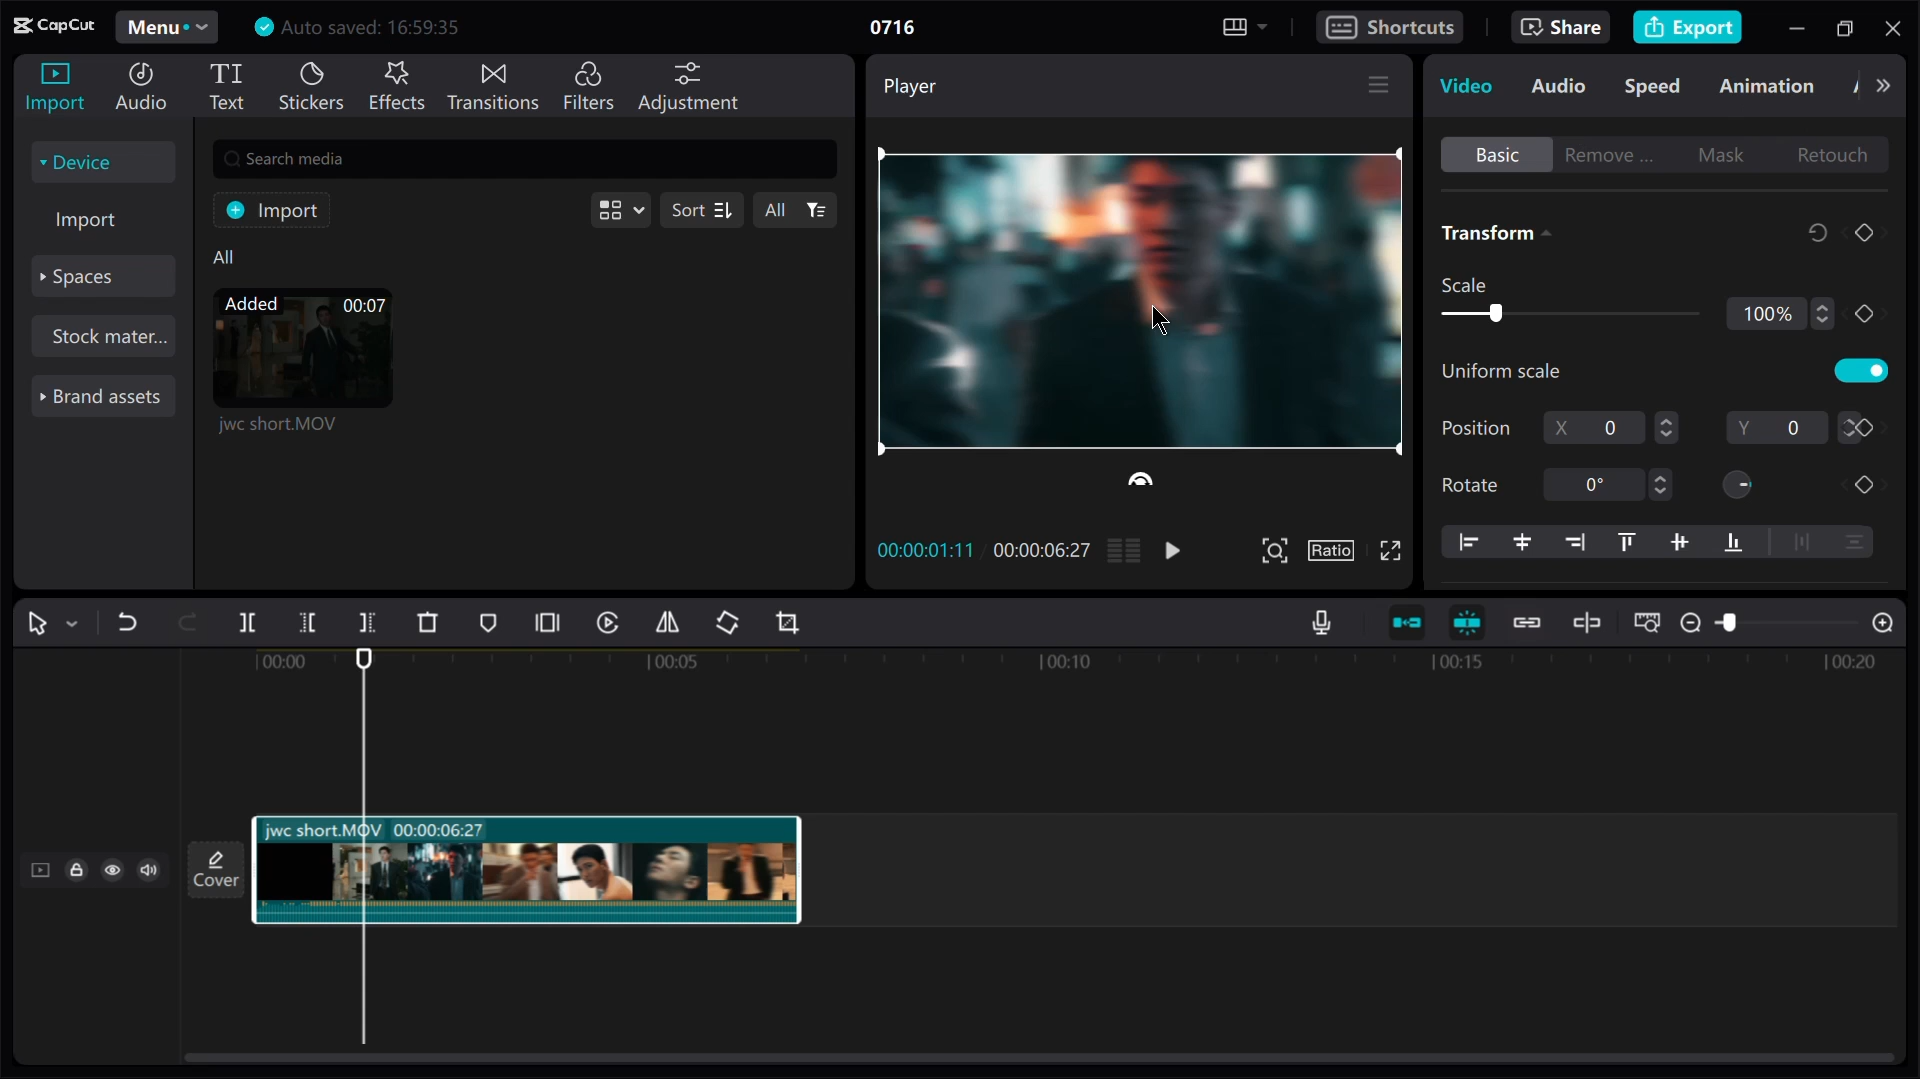 CapCut
Menu
Auto saved: 16:59:35
0716
Shortcuts
Share
Export
Import
Audio
Text
Stickers
Effects
Transitions
Filters
Adjustment
Device
Import
Spaces
Stock mater...
Brand assets
Search media
Import
Sort
All
All
Added
00:07
jwc short.MOV
Player
00:00:01:11
00:00:06:27
Ratio
Video
Audio
Speed
Animation
Basic
Remove ...
Mask
Retouch
Transform
Scale
100%
Uniform scale
Position
X 0
Y 0
Rotate
0°
00:00
00:05
00:10
00:15
00:20
Cover
jwc short.MOV 00:00:06:27